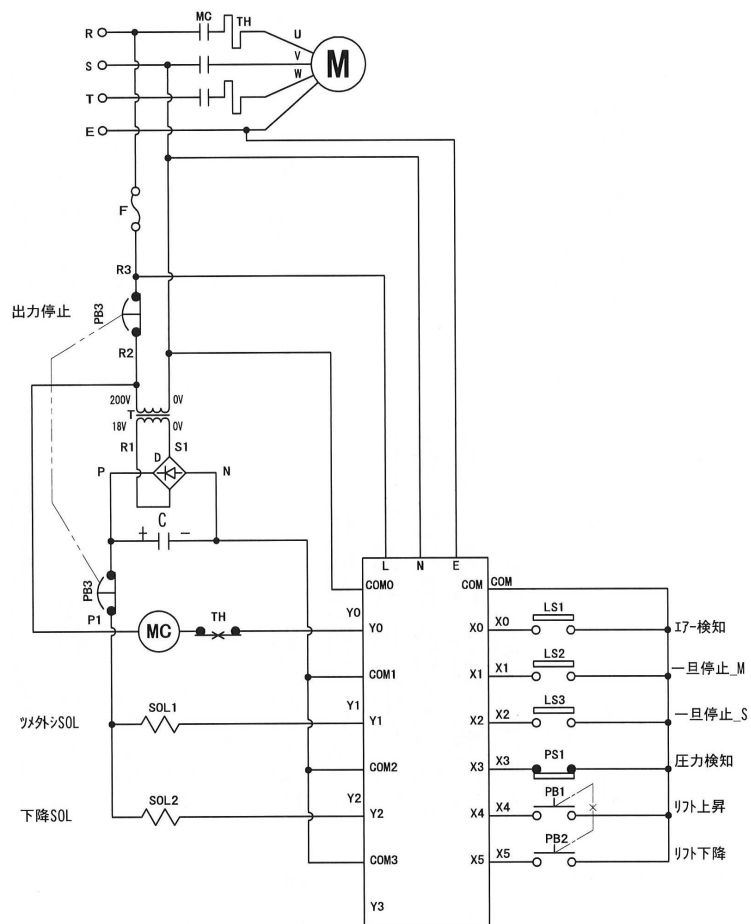 MC TH
R U
S V M
T W
E
F
R3
出力停止 PB3
R2
200V 0V
T
18V 0V
R1 D S1
P N
C
+ -
L N E
PB3
COM0 COM COM
P1 MC TH Y0 Y0 X0 X0 LS1 ｴｱｰ検知
COM1 X1 X1 LS2 一旦停止_M
ﾂﾒ外ｼSOL SOL1 Y1 Y1 X2 X2 LS3 一旦停止_S
COM2 X3 X3 PS1 圧力検知
下降SOL SOL2 Y2 Y2 X4 X4 PB1 ﾘﾌﾄ上昇
COM3 X5 X5 PB2 ﾘﾌﾄ下降
Y3